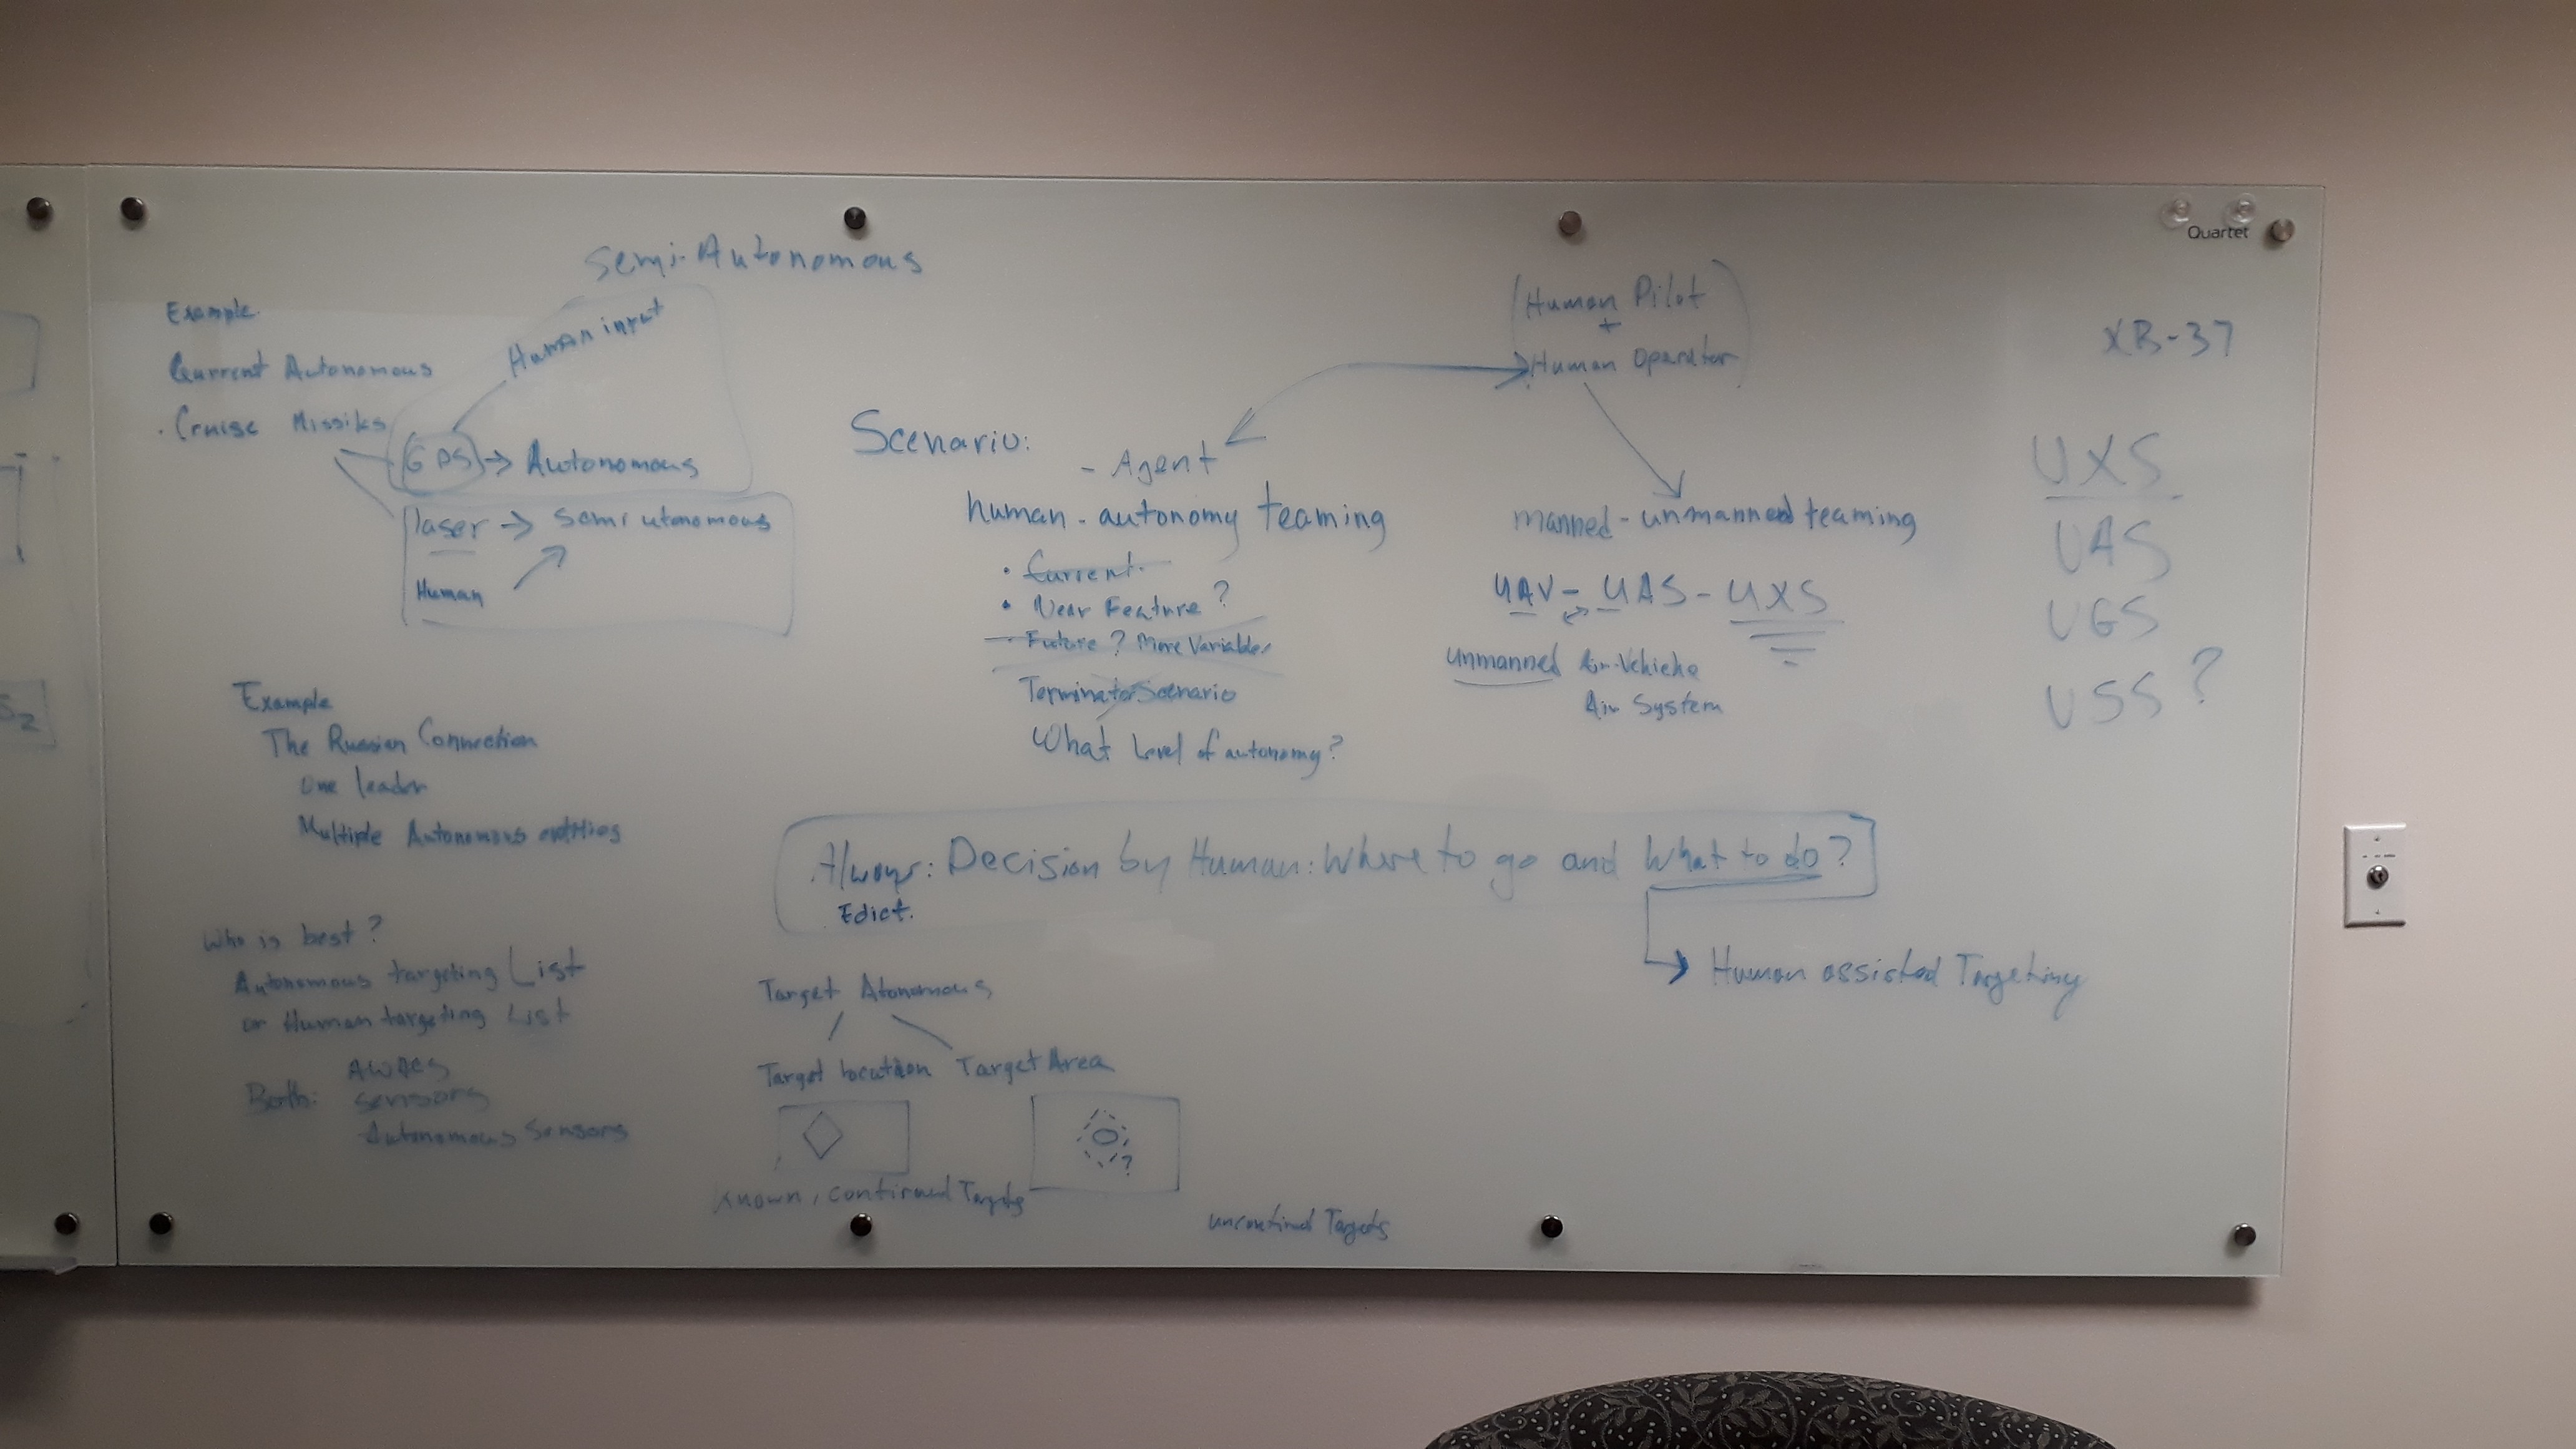 Semi-Autonomous
Example
Current Autonomous
. Cruise Missiles
Human input
GPS → Autonomous
laser → Semi utonomous
Human
Example
The Russian Connection
One leader
Multiple Autonomous entities
Who is best?
Autonomous targeting List
or Human targeting List
Both: AWACS
sensors
Autonomous Sensors
Scenario:
- Agent
human - autonomy teaming
• Current
• Near Feature?
Future? More Variables
Terminator Scenario
What Level of autonomy?
(Human Pilot
+
Human Operator)
manned - unmanned teaming
UAV - UAS - UXS
unmanned Air-Vehicle
Air System
Always: Decision by Human: Where to go and What to do?
Edict.
Human assisted Targeting
Target Atonomous
Target location Target Area
?
Known, confirmed Targets
unconfirmed Targets
Quartet
XB-37
UXS
UAS
UGS
USS?
S2